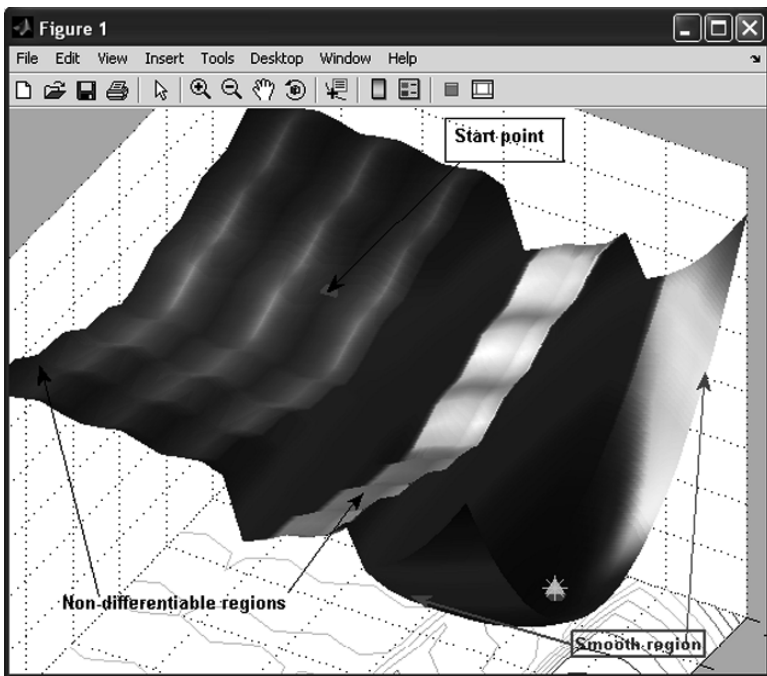 Figure 1
File Edit View Insert Tools Desktop Window Help
Start point
Non-differentiable regions
Smooth region